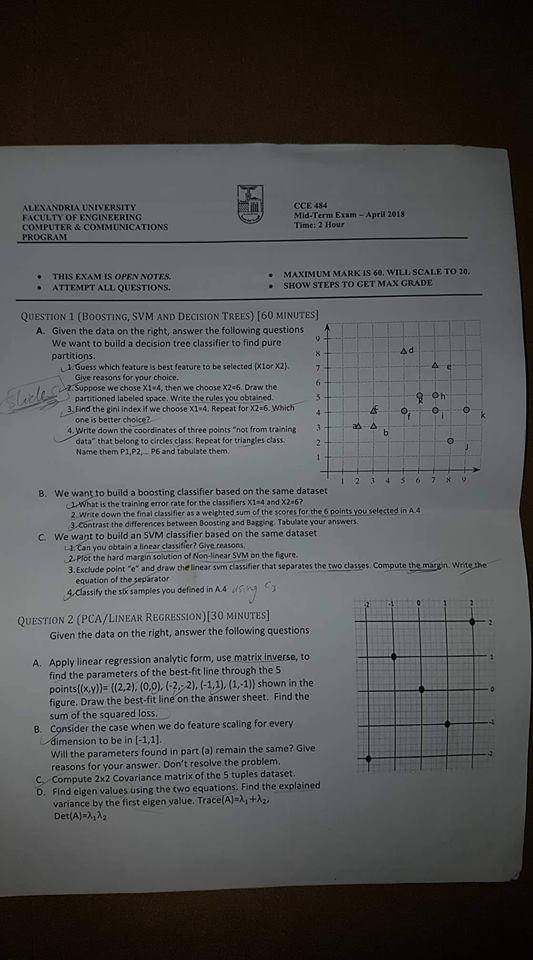 ALEXANDRIA UNIVERSITY
FACULTY OF ENGINEERING
COMPUTER & COMMUNICATIONS
PROGRAM
CCE 484
Mid-Term Exam – April 2018
Time: 2 Hour
• THIS EXAM IS OPEN NOTES.
• ATTEMPT ALL QUESTIONS.
• MAXIMUM MARK IS 60. WILL SCALE TO 20.
• SHOW STEPS TO GET MAX GRADE
QUESTION 1 (BOOSTING, SVM AND DECISION TREES) [60 MINUTES]
A. Given the data on the right, answer the following questions
We want to build a decision tree classifier to find pure
partitions.
1. Guess which feature is best feature to be selected (X1or X2).
Give reasons for your choice.
2. Suppose we chose X1=4, then we choose X2=6. Draw the
partitioned labeled space. Write the rules you obtained.
3. Find the gini index if we choose X1=4. Repeat for X2=6. Which
one is better choice?
4. Write down the coordinates of three points "not from training
data" that belong to circles class. Repeat for triangles class.
Name them P1,P2,... P6 and tabulate them.
9
8
7
6
5
4
3
2
1
1 2 3 4 5 6 7 8 9
d
e
g
h
c
f
i
k
a
b
j
B. We want to build a boosting classifier based on the same dataset
1. What is the training error rate for the classifiers X1=4 and X2=6?
2. Write down the final classifier as a weighted sum of the scores for the 6 points you selected in A.4
3. Contrast the differences between Boosting and Bagging. Tabulate your answers.
C. We want to build an SVM classifier based on the same dataset
1. Can you obtain a linear classifier? Give reasons.
2. Plot the hard margin solution of Non-linear SVM on the figure.
3. Exclude point "e" and draw the linear svm classifier that separates the two classes. Compute the margin. Write the
equation of the separator
4. Classify the six samples you defined in A.4 using C3
QUESTION 2 (PCA/LINEAR REGRESSION)[30 MINUTES]
Given the data on the right, answer the following questions
A. Apply linear regression analytic form, use matrix inverse, to
find the parameters of the best-fit line through the 5
points{(x,y)}= {(2,2), (0,0), (-2,-2), (-1,1), (1,-1)} shown in the
figure. Draw the best-fit line on the answer sheet. Find the
sum of the squared loss.
B. Consider the case when we do feature scaling for every
dimension to be in [-1,1].
Will the parameters found in part (a) remain the same? Give
reasons for your answer. Don't resolve the problem.
C. Compute 2x2 Covariance matrix of the 5 tuples dataset.
D. Find eigen values using the two equations. Find the explained
variance by the first eigen value. Trace(A)=λ1+λ2,
Det(A)=λ1λ2
-2 -1 0 1 2
2
1
0
-1
-2